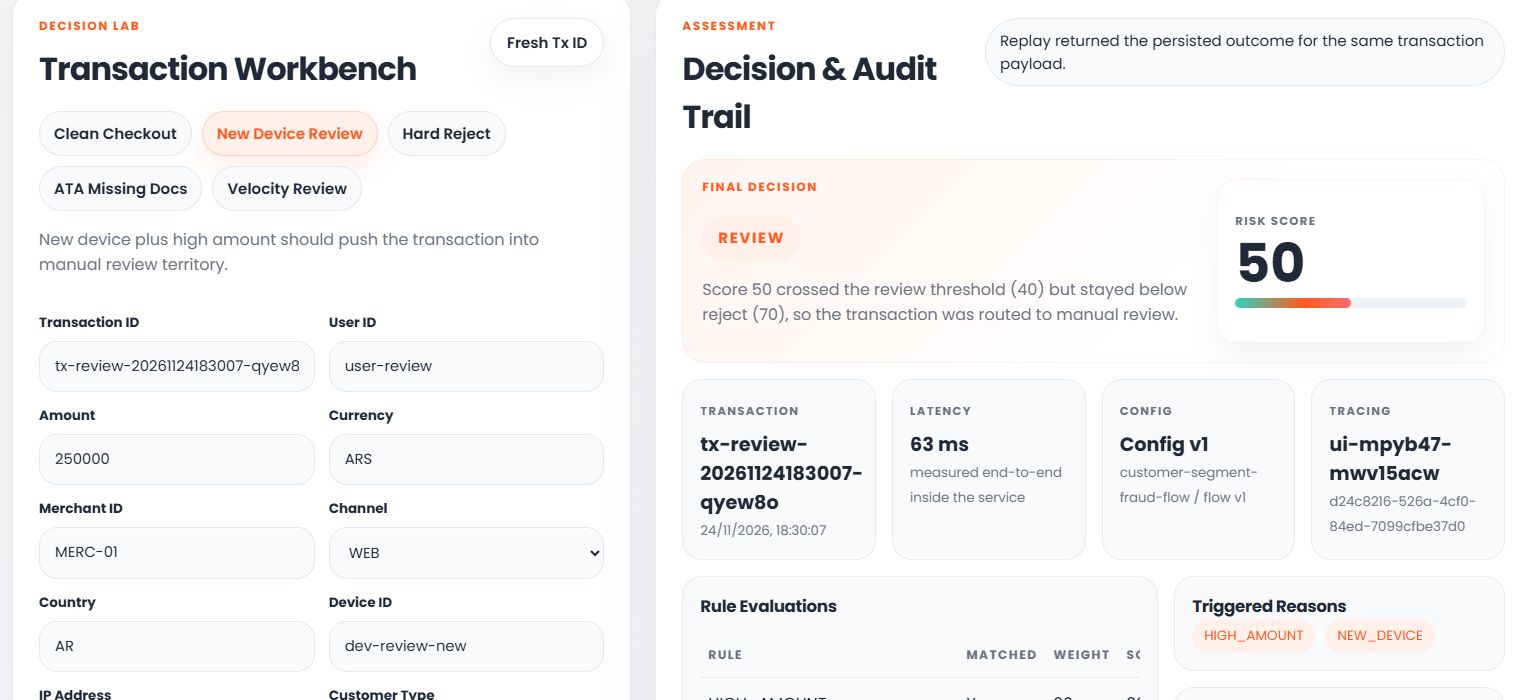 DECISION LAB
Transaction Workbench
Fresh Tx ID
Clean Checkout
New Device Review
Hard Reject
ATA Missing Docs
Velocity Review
New device plus high amount should push the transaction into
manual review territory.
Transaction ID
User ID
tx-review-20261124183007-qyew8
user-review
Amount
Currency
250000
ARS
Merchant ID
Channel
MERC-01
WEB
Country
Device ID
AR
dev-review-new
IP Address
Customer Type
ASSESSMENT
Decision & Audit
Trail
Replay returned the persisted outcome for the same transaction
payload.
FINAL DECISION
REVIEW
Score 50 crossed the review threshold (40) but stayed below
reject (70), so the transaction was routed to manual review.
RISK SCORE
50
TRANSACTION
tx-review-
20261124183007-
qyew8o
24/11/2026, 18:30:07
LATENCY
63 ms
measured end-to-end
inside the service
CONFIG
Config v1
customer-segment-
fraud-flow / flow v1
TRACING
ui-mpyb47-
mwv15acw
d24c8216-526a-4cf0-
84ed-7099cfbe37d0
Rule Evaluations
RULE
MATCHED
WEIGHT
Triggered Reasons
HIGH_AMOUNT
NEW_DEVICE